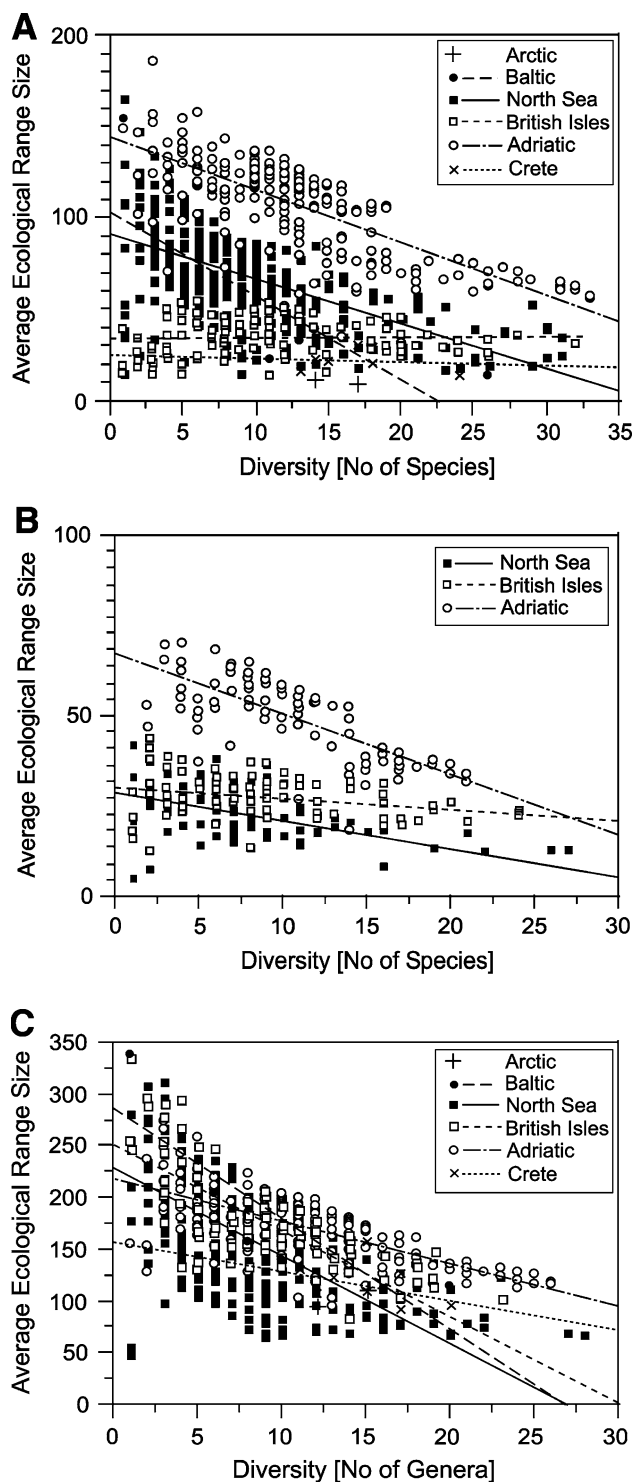 A
200
100
0
Average Ecological Range Size
Arctic
Baltic
North Sea
British Isles
Adriatic
Crete
0 5 10 15 20 25 30 35
Diversity [No of Species]
B
100
50
0
Average Ecological Range Size
North Sea
British Isles
Adriatic
0 5 10 15 20 25 30
Diversity [No of Species]
C
350
300
250
200
150
100
50
0
Average Ecological Range Size
Arctic
Baltic
North Sea
British Isles
Adriatic
Crete
0 5 10 15 20 25 30
Diversity [No of Genera]